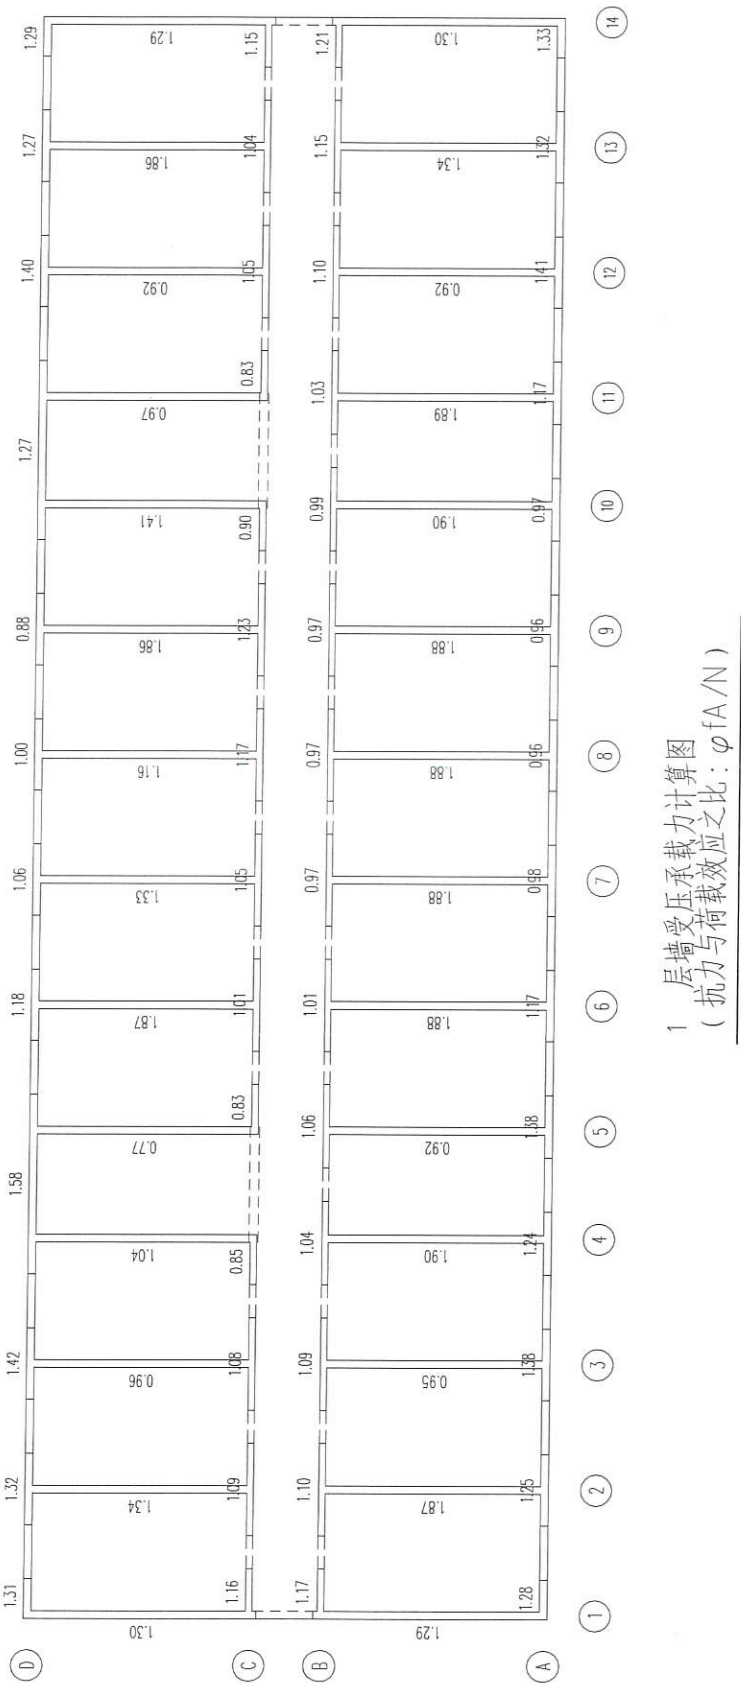 1.31 1.32 1.42 1.58 1.18 1.06 1.00 0.88 1.27 1.40 1.27 1.29
D
1.30 1.34 0.96 1.04 0.77 1.87 1.33 1.16 1.86 1.41 0.97 0.92 1.86 1.29
1.16 1.09 1.08 0.85 0.83 1.01 1.05 1.17 1.23 0.90 0.83 1.05 1.04 1.15
C
1.17 1.10 1.09 1.04 1.06 1.01 0.97 0.97 0.97 0.99 1.03 1.10 1.15 1.21
B
1.29 1.87 0.95 1.90 0.92 1.88 1.88 1.88 1.88 1.90 1.89 0.92 1.34 1.30
1.28 1.25 1.38 1.24 1.38 1.17 0.98 0.96 0.96 0.97 1.17 1.41 1.32 1.33
A
1 2 3 4 5 6 7 8 9 10 11 12 13 14
1 层墙受压承载力计算图
(抗力与荷载效应之比：φfA/N)